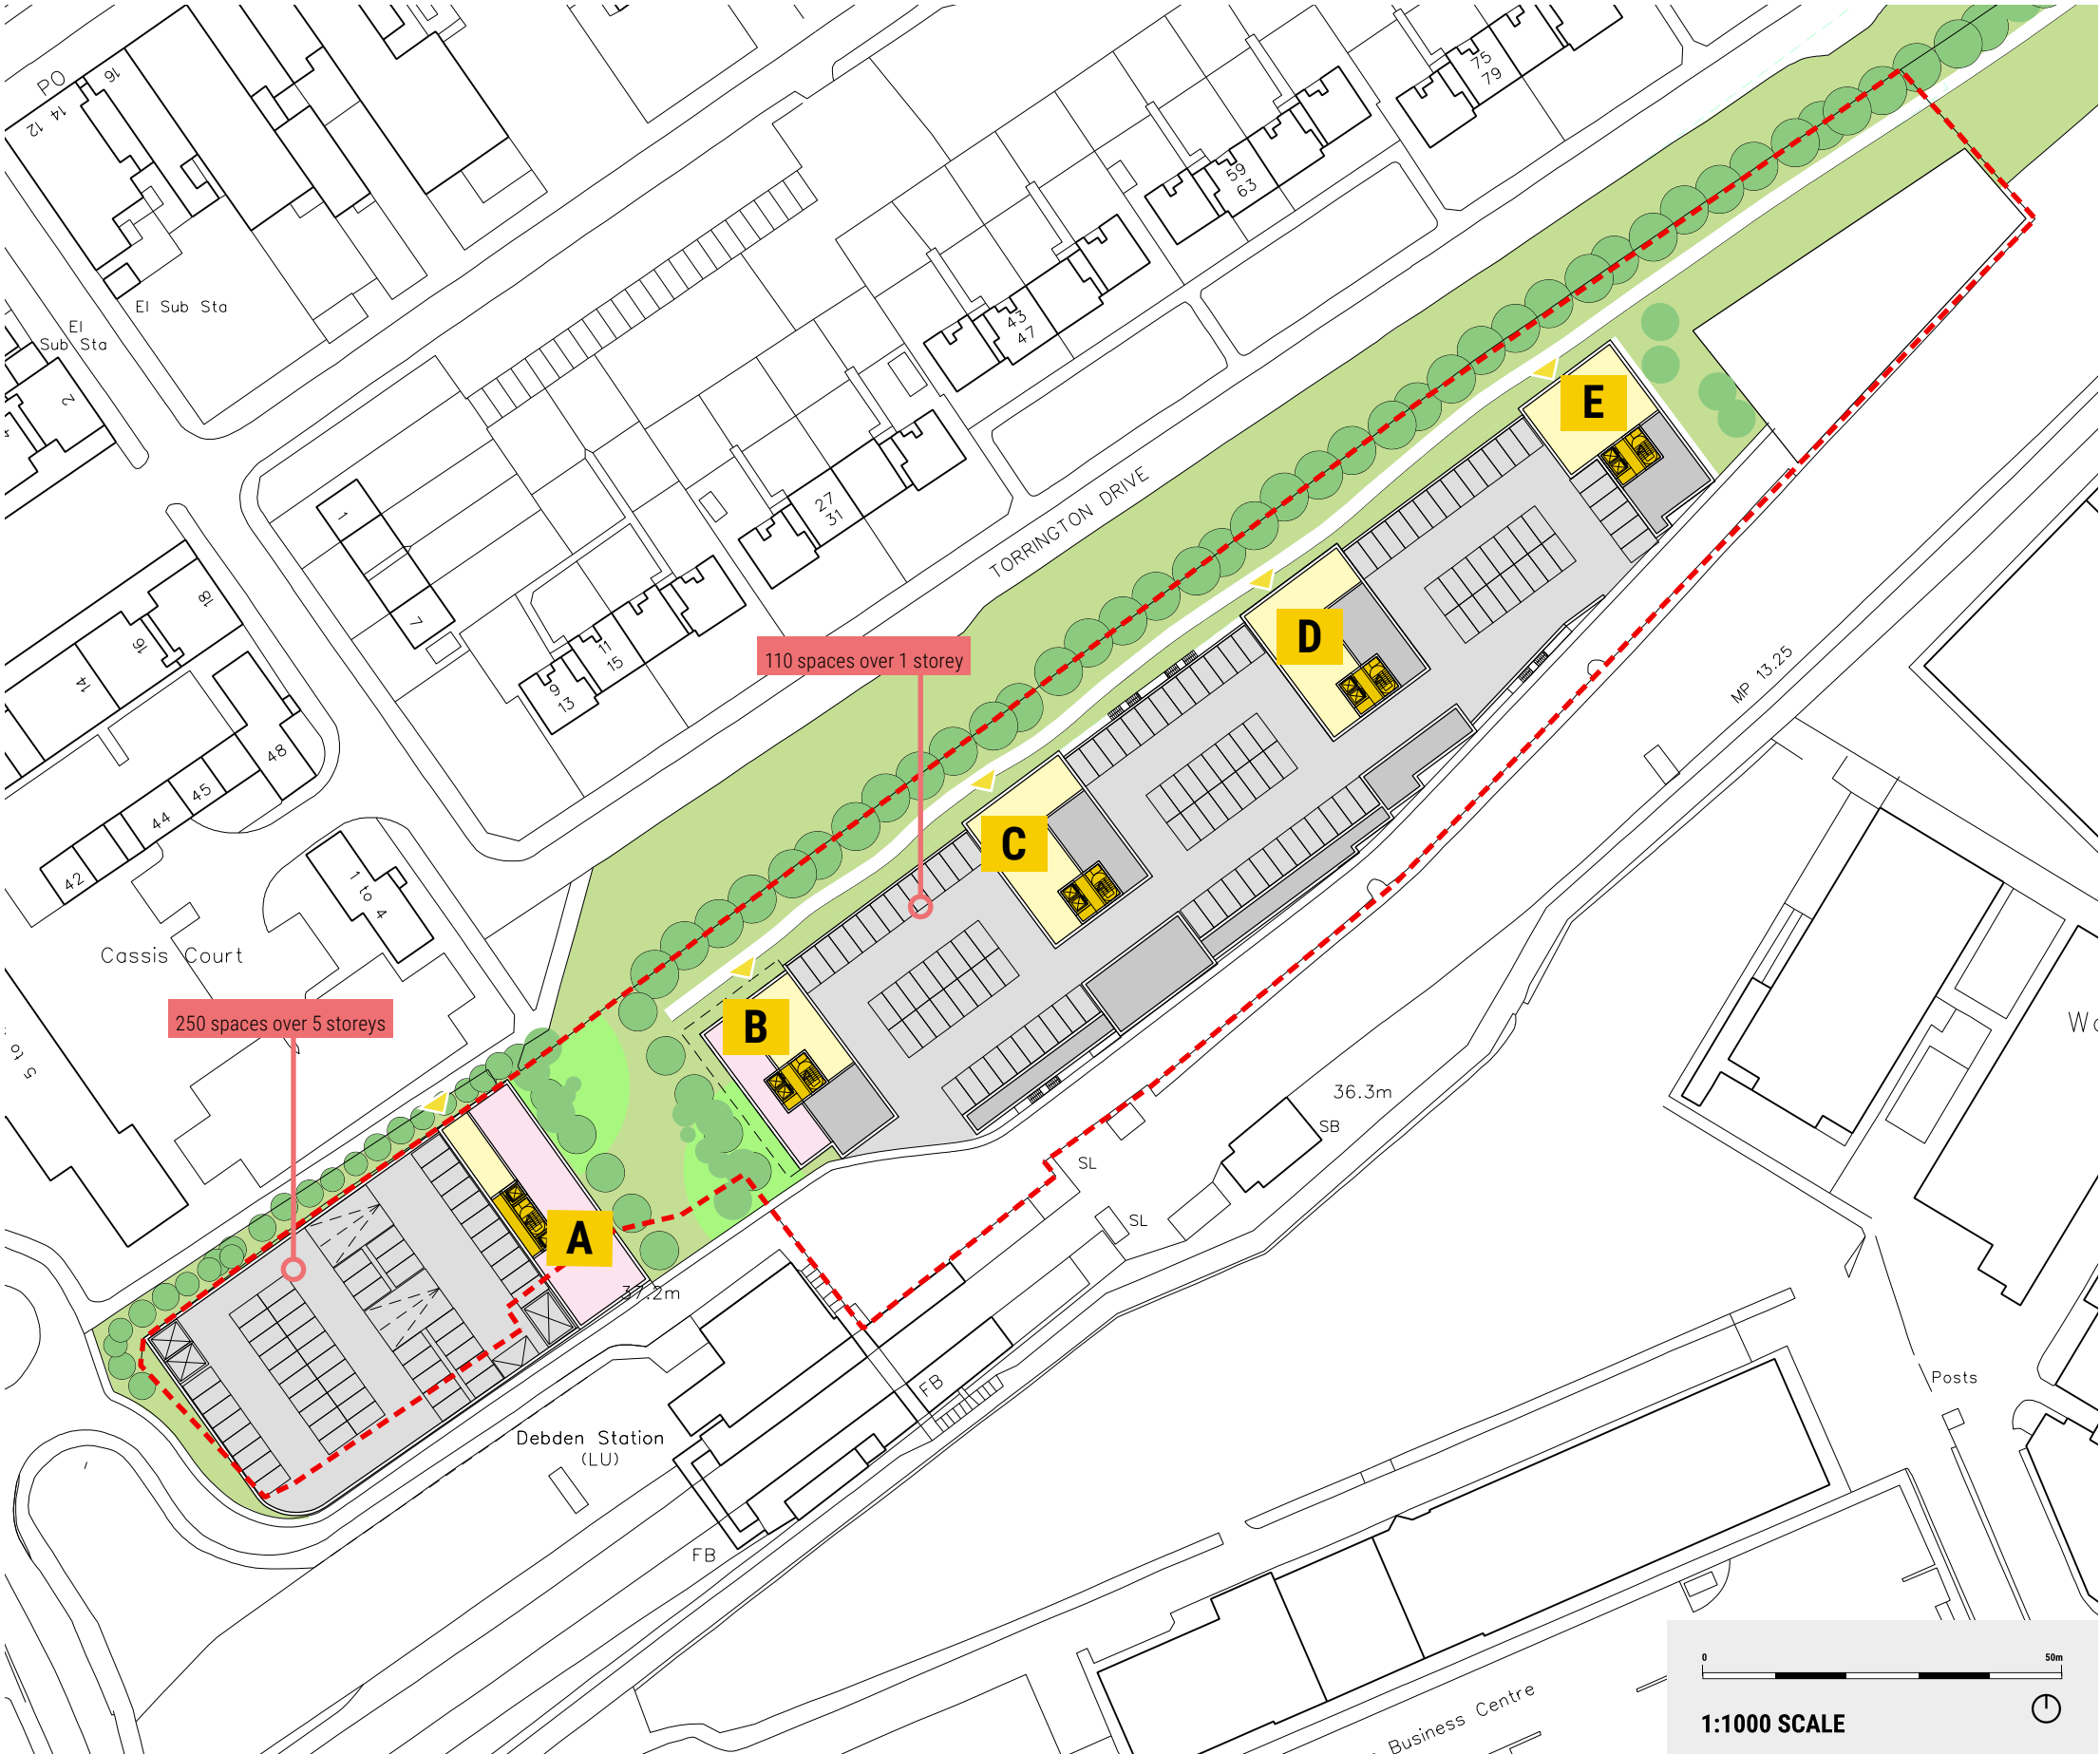 PO
16
14 12
El Sub Sta
El
Sub Sta
2
75
79
59
63
43
47
E
1
27
31
TORRINGTON DRIVE
7
18
16
14
11
15
9
13
110 spaces over 1 storey
D
MP 13.25
48
45
44
42
1 to 4
C
Cassis Court
250 spaces over 5 storeys
5 to
B
36.3m
SB
SL
SL
A
37.2m
FB
Posts
Debden Station
(LU)
FB
Business Centre
0 50m
1:1000 SCALE